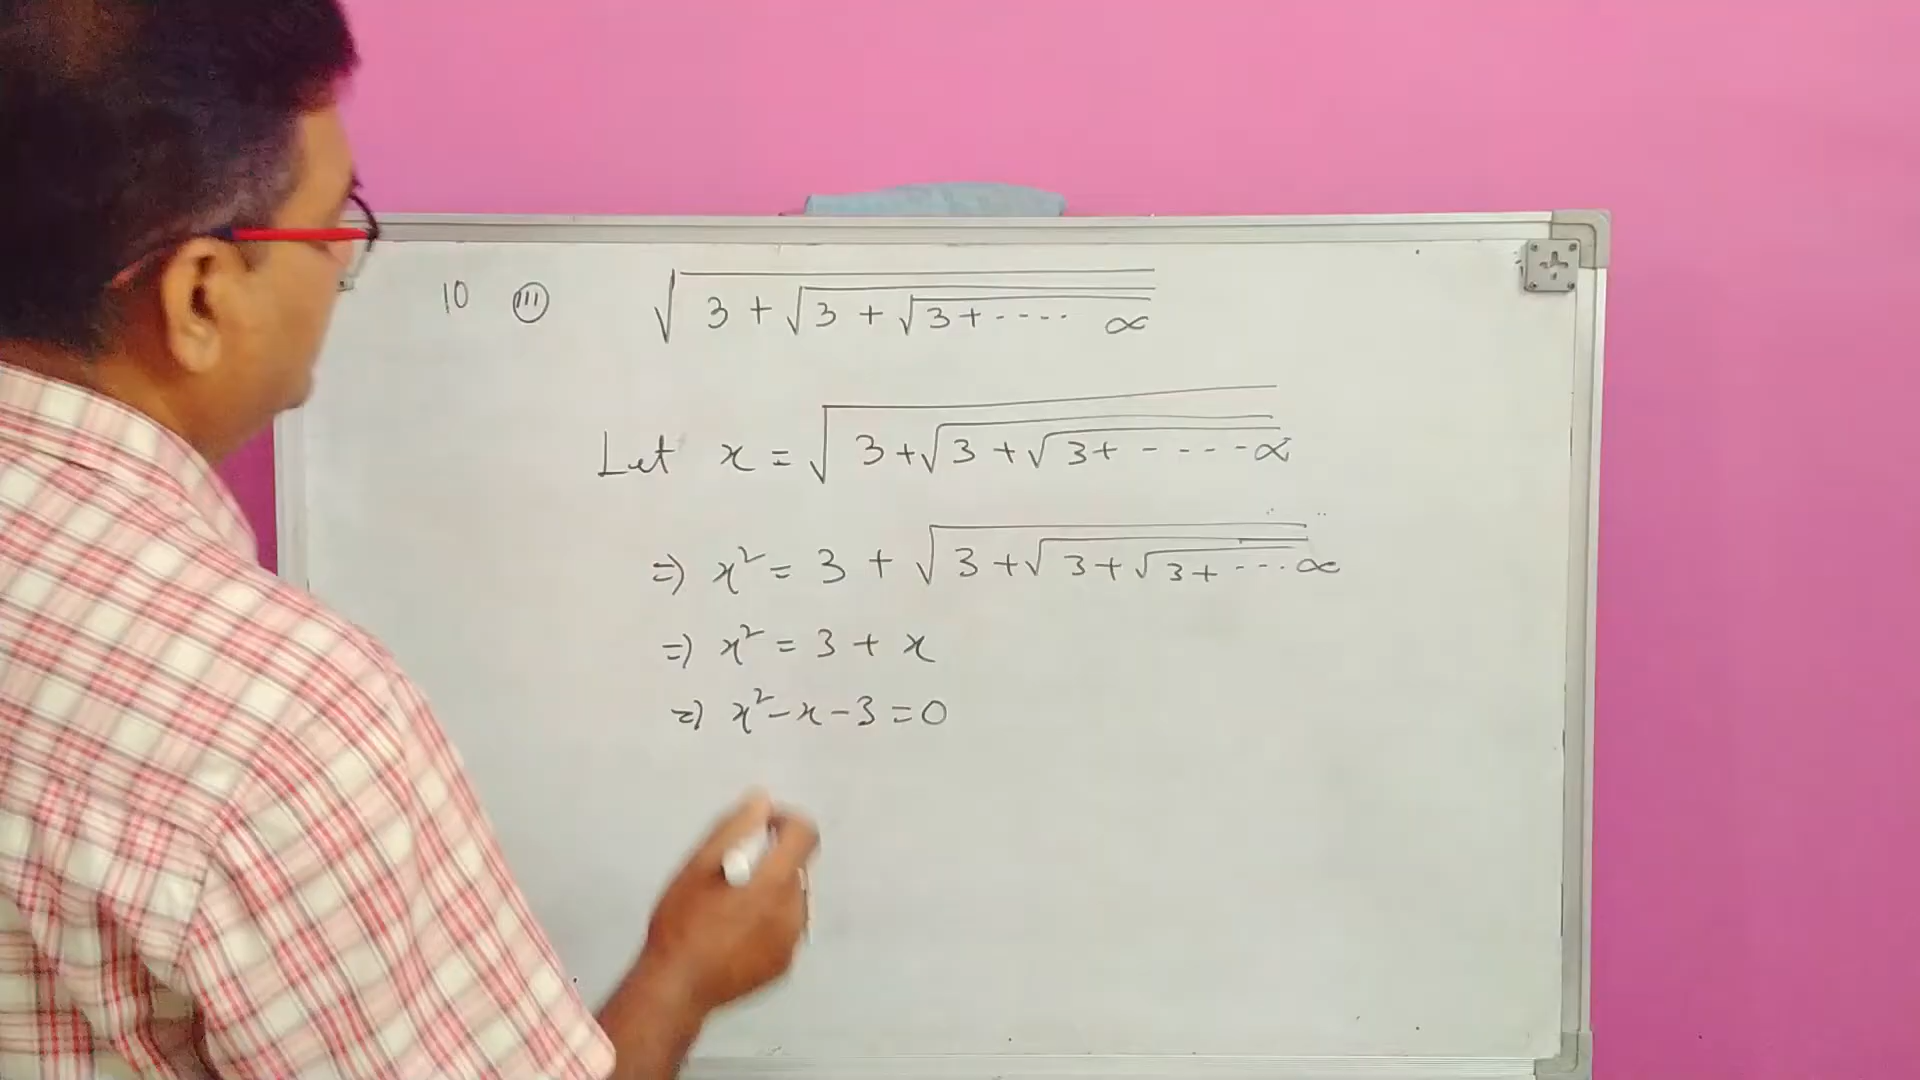 10 (iii) √(3 + √(3 + √(3 + ---- ∝
Let x = √(3 + √(3 + √(3 + ---- ∝
=) x² = 3 + √(3 + √(3 + √(3 + --- ∝
=) x² = 3 + x
=) x² - x - 3 = 0